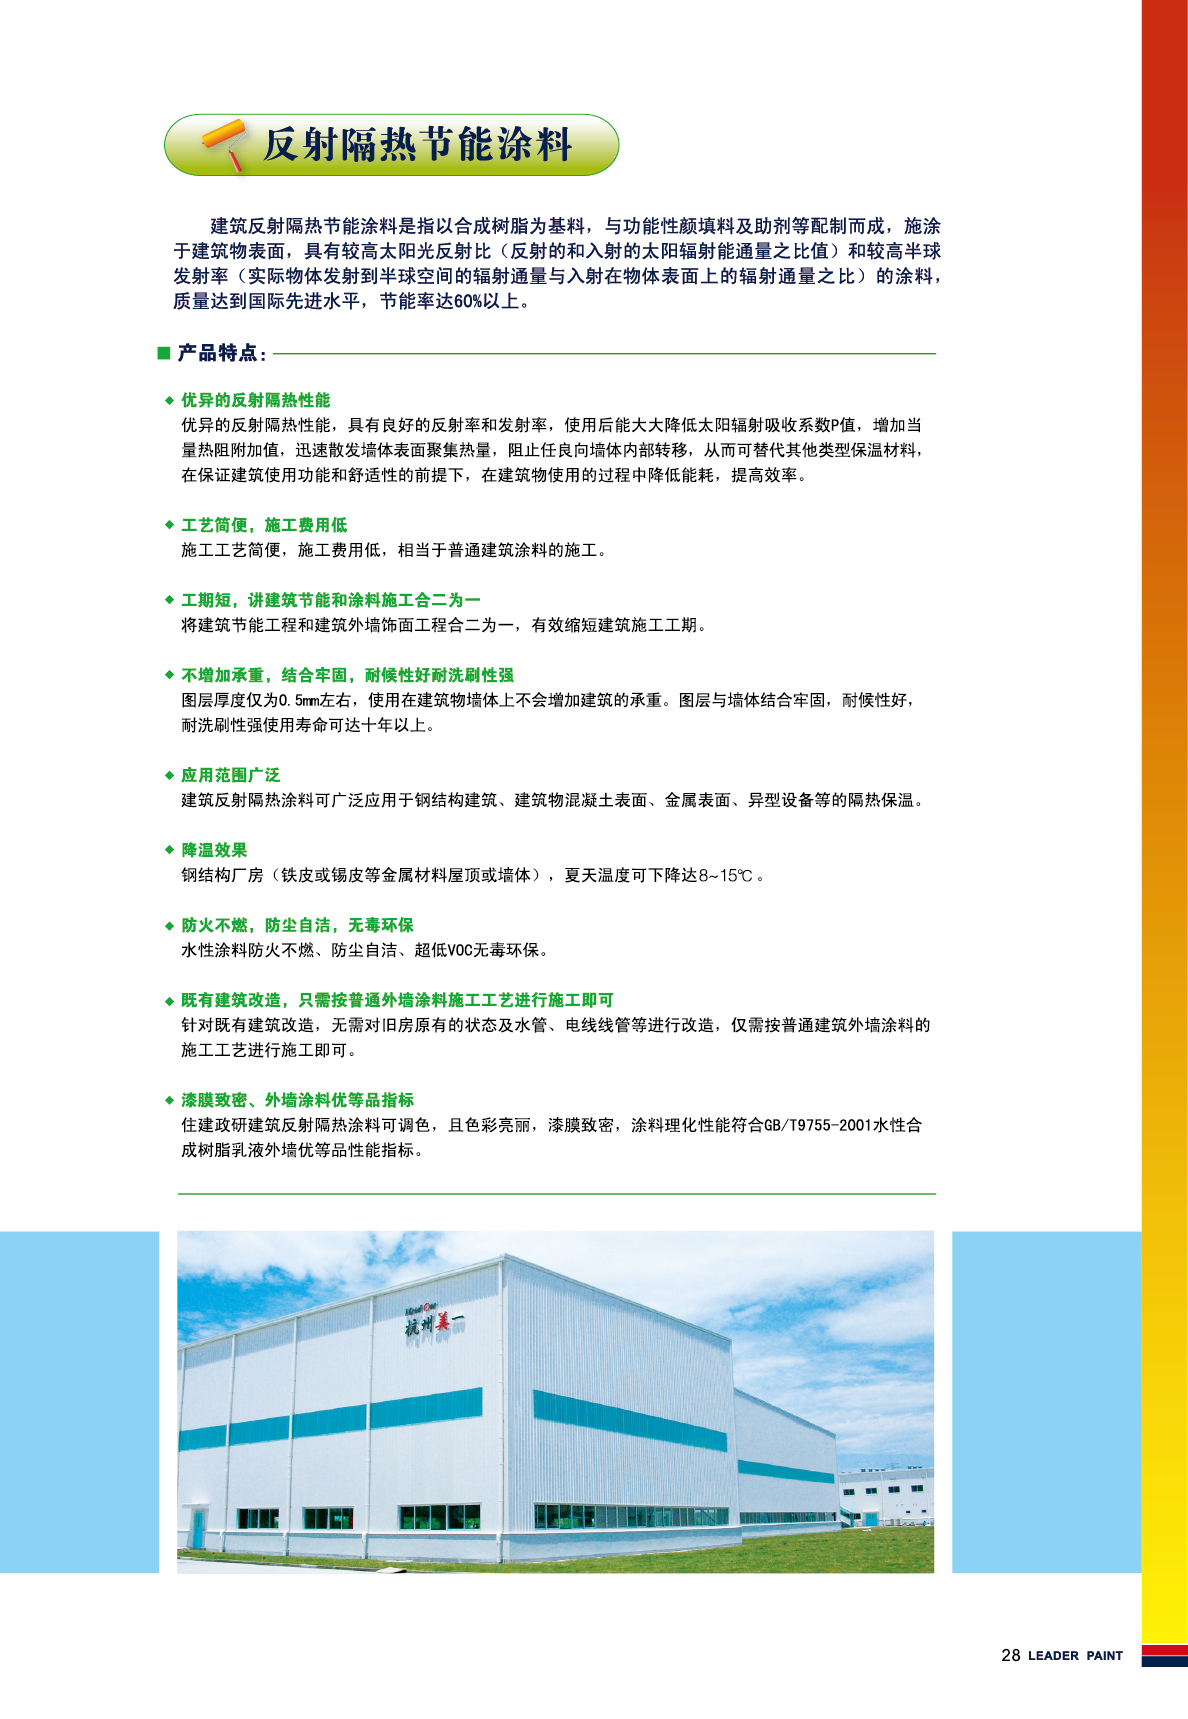 反射隔热节能涂料
建筑反射隔热节能涂料是指以合成树脂为基料，与功能性颜填料及助剂等配制而成，施涂
于建筑物表面，具有较高太阳光反射比（反射的和入射的太阳辐射能通量之比值）和较高半球
发射率（实际物体发射到半球空间的辐射通量与入射在物体表面上的辐射通量之比）的涂料，
质量达到国际先进水平，节能率达60%以上。
产品特点：
优异的反射隔热性能
优异的反射隔热性能，具有良好的反射率和发射率，使用后能大大降低太阳辐射吸收系数P值，增加当
量热阻附加值，迅速散发墙体表面聚集热量，阻止任良向墙体内部转移，从而可替代其他类型保温材料，
在保证建筑使用功能和舒适性的前提下，在建筑物使用的过程中降低能耗，提高效率。
工艺简便，施工费用低
施工工艺简便，施工费用低，相当于普通建筑涂料的施工。
工期短，讲建筑节能和涂料施工合二为一
将建筑节能工程和建筑外墙饰面工程合二为一，有效缩短建筑施工工期。
不增加承重，结合牢固，耐候性好耐洗刷性强
图层厚度仅为0.5mm左右，使用在建筑物墙体上不会增加建筑的承重。图层与墙体结合牢固，耐候性好，
耐洗刷性强使用寿命可达十年以上。
应用范围广泛
建筑反射隔热涂料可广泛应用于钢结构建筑、建筑物混凝土表面、金属表面、异型设备等的隔热保温。
降温效果
钢结构厂房（铁皮或锡皮等金属材料屋顶或墙体），夏天温度可下降达8~15℃。
防火不燃，防尘自洁，无毒环保
水性涂料防火不燃、防尘自洁、超低VOC无毒环保。
既有建筑改造，只需按普通外墙涂料施工工艺进行施工即可
针对既有建筑改造，无需对旧房原有的状态及水管、电线线管等进行改造，仅需按普通建筑外墙涂料的
施工工艺进行施工即可。
漆膜致密、外墙涂料优等品指标
住建政研建筑反射隔热涂料可调色，且色彩亮丽，漆膜致密，涂料理化性能符合GB/T9755-2001水性合
成树脂乳液外墙优等品性能指标。
Metal One
杭州美一
28 LEADER PAINT